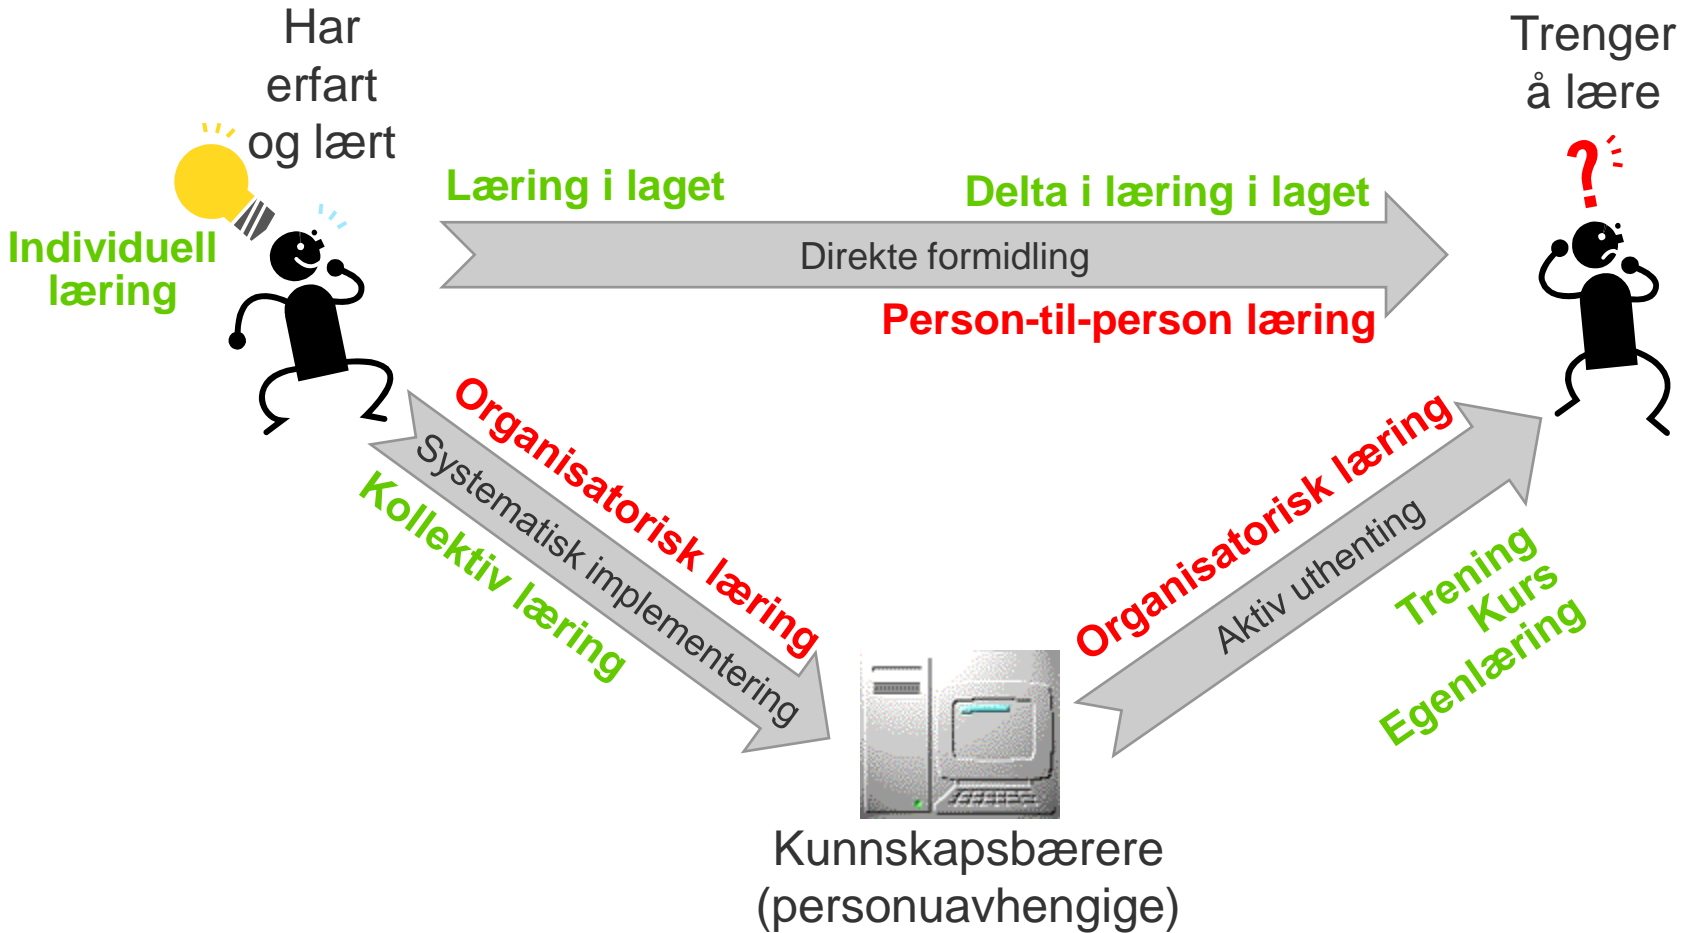 Har
erfart
og lært
Trenger
å lære
Individuell
læring
Læring i laget
Delta i læring i laget
Direkte formidling
Person-til-person læring
Organisatorisk læring
Systematisk implementering
Kollektiv læring
Organisatorisk læring
Aktiv uthenting
Trening
Kurs
Egenlæring
Kunnskapsbærere
(personuavhengige)